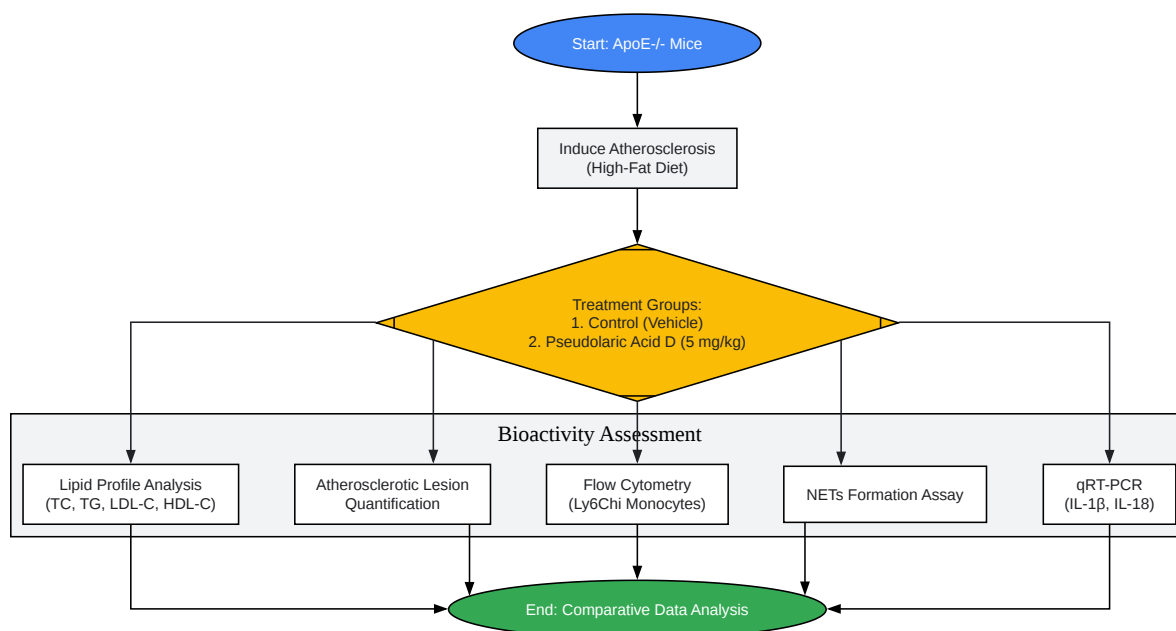 Start: ApoE-/- Mice
Induce Atherosclerosis
(High-Fat Diet)
Treatment Groups:
1. Control (Vehicle)
2. Pseudolaric Acid D (5 mg/kg)
Bioactivity Assessment
Lipid Profile Analysis
(TC, TG, LDL-C, HDL-C)
Atherosclerotic Lesion
Quantification
Flow Cytometry
(Ly6Chi Monocytes)
NETs Formation Assay
qRT-PCR
(IL-1β, IL-18)
End: Comparative Data Analysis